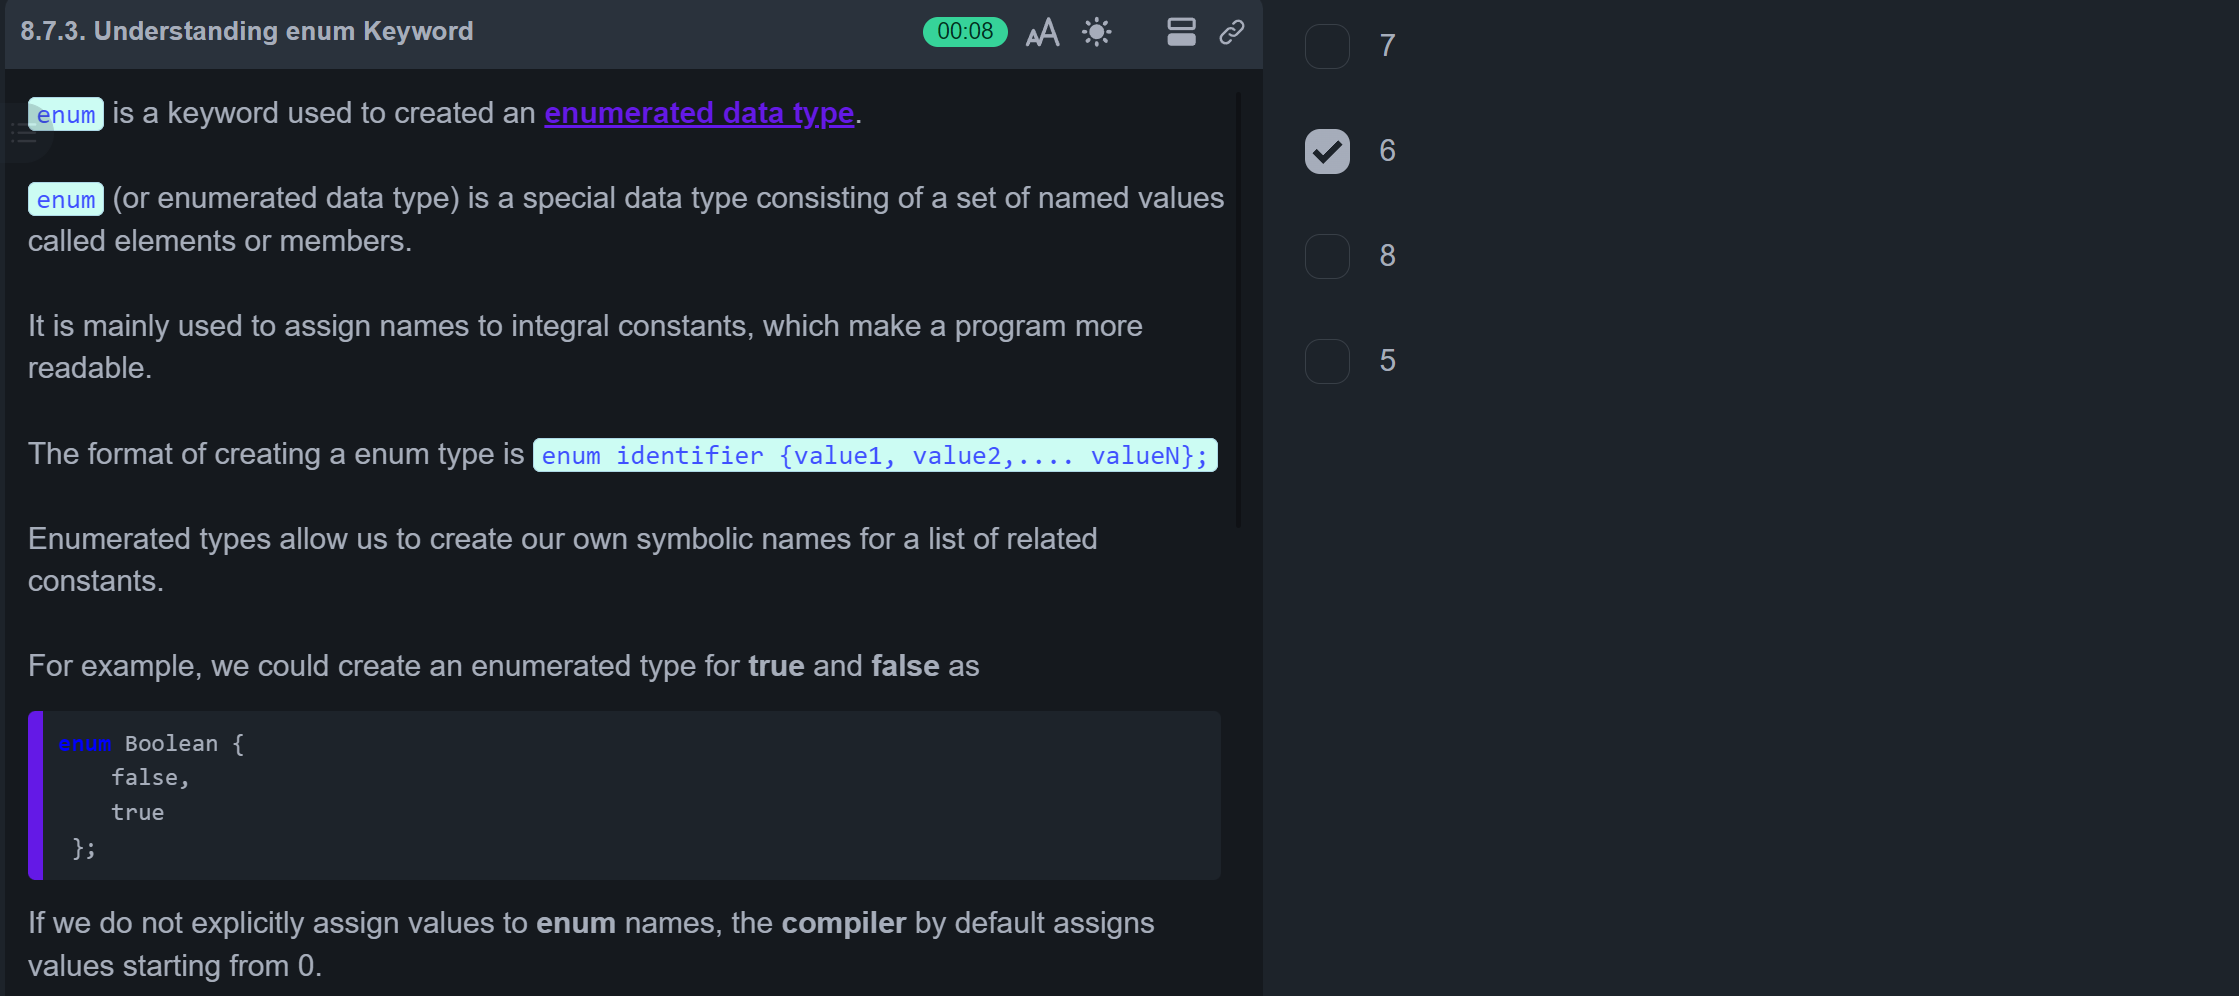 8.7.3. Understanding enum Keyword
00:08
enum is a keyword used to created an enumerated data type.
enum (or enumerated data type) is a special data type consisting of a set of named values
called elements or members.
It is mainly used to assign names to integral constants, which make a program more
readable.
The format of creating a enum type is enum identifier {value1, value2,.... valueN};
Enumerated types allow us to create our own symbolic names for a list of related
constants.
For example, we could create an enumerated type for true and false as
enum Boolean {
false,
true
};
If we do not explicitly assign values to enum names, the compiler by default assigns
values starting from 0.
7
6
8
5